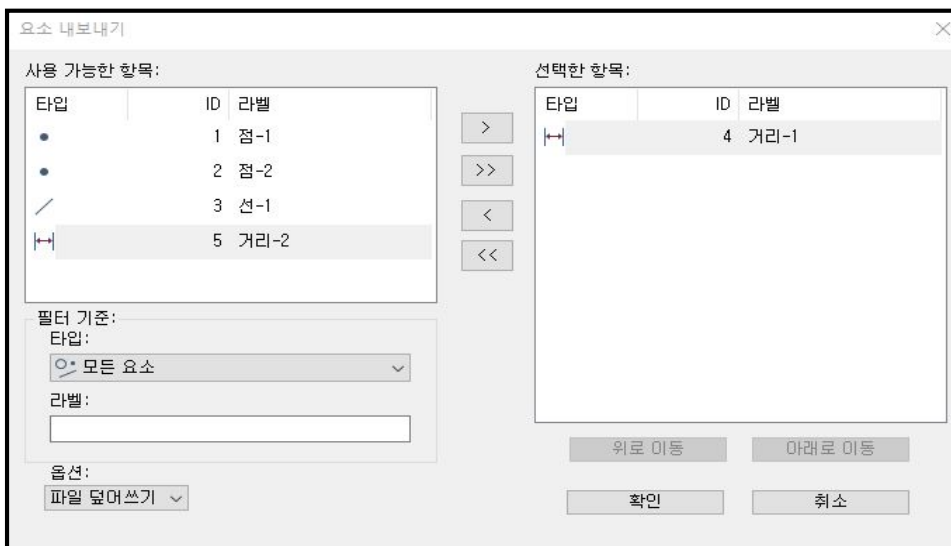 요소 내보내기
사용 가능한 항목:
타입 ID 라벨
1 점-1
2 점-2
3 선-1
5 거리-2
>
>>
<
<<
선택한 항목:
타입 ID 라벨
4 거리-1
필터 기준:
타입:
모든 요소
라벨:
옵션:
파일 덮어쓰기
위로 이동 아래로 이동
확인 취소